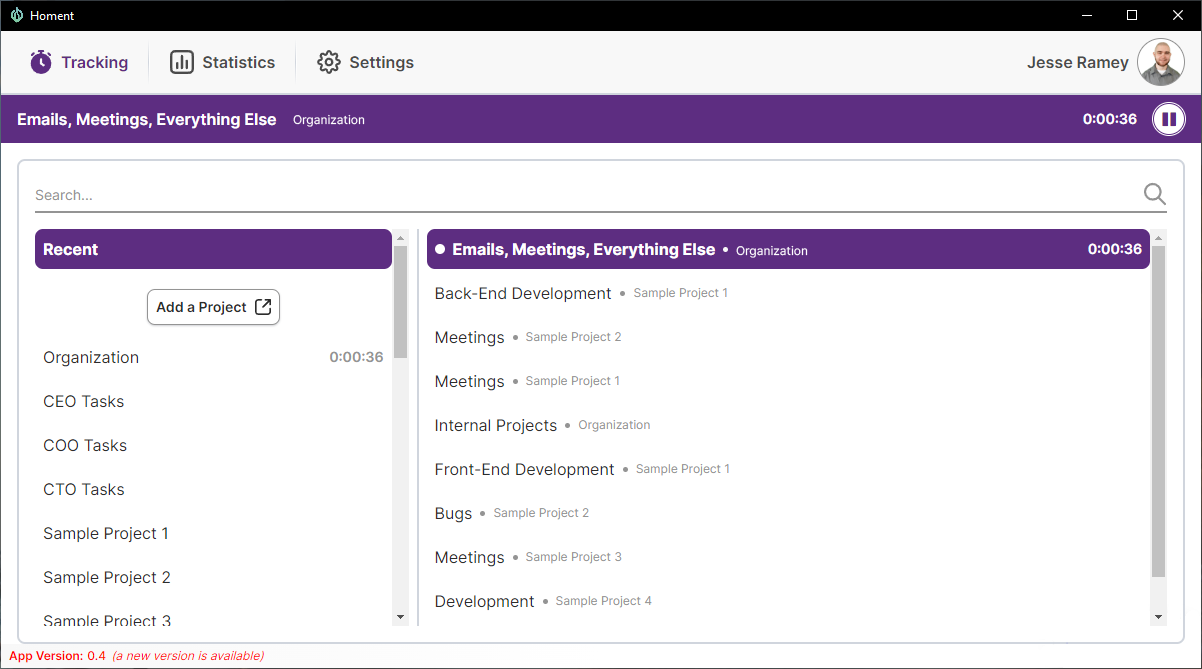 Homent
Tracking
Statistics
Settings
Jesse Ramey
Emails, Meetings, Everything Else Organization 0:00:36
Search...
Recent
Add a Project
Organization 0:00:36
CEO Tasks
COO Tasks
CTO Tasks
Sample Project 1
Sample Project 2
Sample Project 3
Emails, Meetings, Everything Else • Organization 0:00:36
Back-End Development • Sample Project 1
Meetings • Sample Project 2
Meetings • Sample Project 1
Internal Projects • Organization
Front-End Development • Sample Project 1
Bugs • Sample Project 2
Meetings • Sample Project 3
Development • Sample Project 4
App Version: 0.4 (a new version is available)